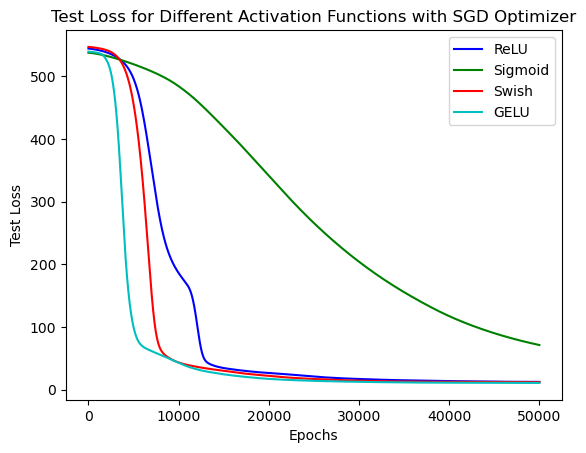 Test Loss for Different Activation Functions with SGD Optimizer
ReLU
Sigmoid
Swish
GELU
Test Loss
500
400
300
200
100
0
0 10000 20000 30000 40000 50000
Epochs